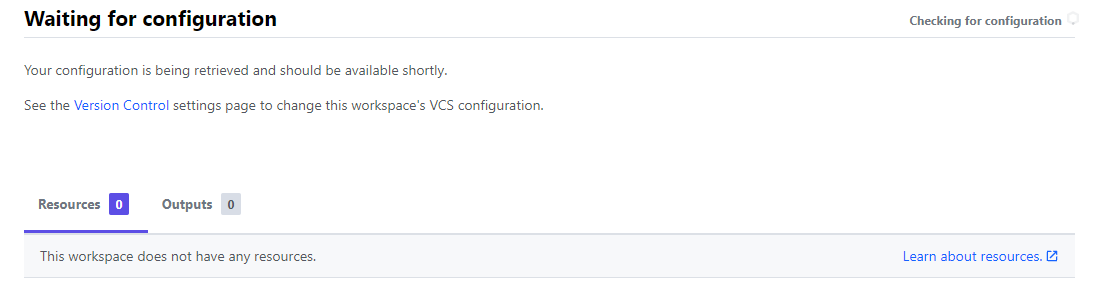 Waiting for configuration
Checking for configuration
Your configuration is being retrieved and should be available shortly.
See the Version Control settings page to change this workspace's VCS configuration.
Resources 0 Outputs 0
This workspace does not have any resources.
Learn about resources.